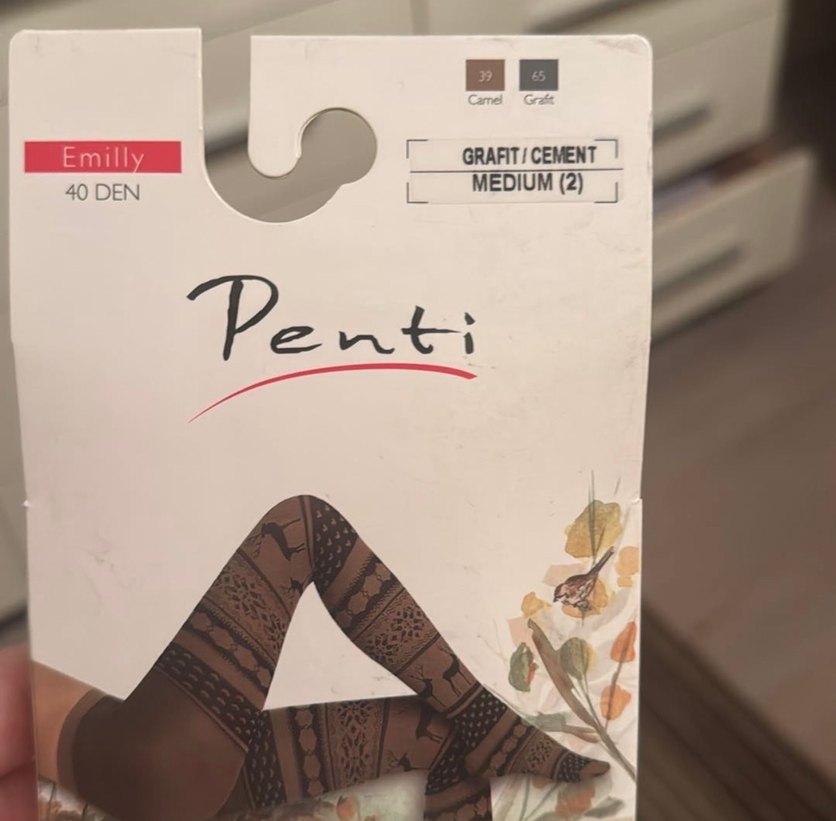 39 65
Camel Grafit
Emilly
40 DEN
GRAFIT / CEMENT
MEDIUM (2)
Penti